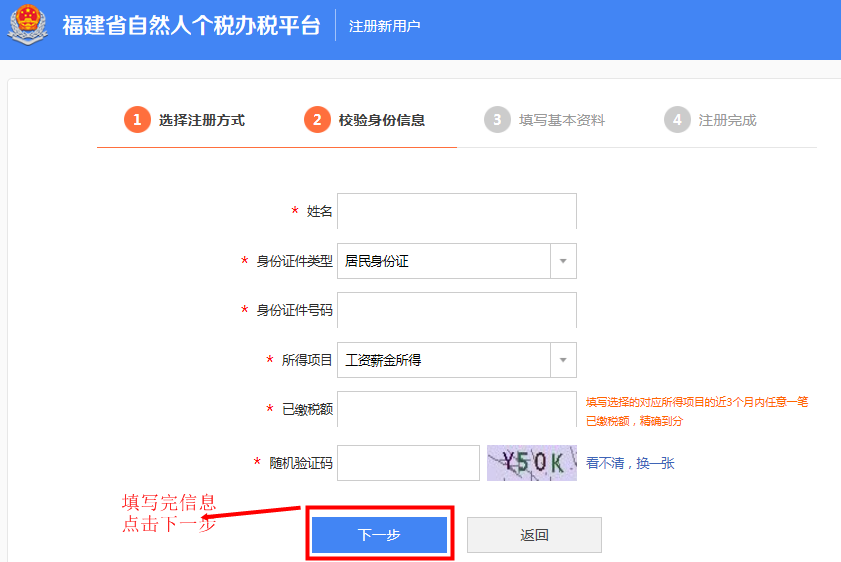 福建省自然人个税办税平台 注册新用户
1 选择注册方式 2 校验身份信息 3 填写基本资料 4 注册完成
* 姓名
* 身份证件类型 居民身份证
* 身份证件号码
* 所得项目 工资薪金所得
* 已缴税额 填写选择的对应所得项目的近3个月内任意一笔
已缴税额，精确到分
* 随机验证码 Y50K 看不清，换一张
填写完信息
点击下一步
下一步 返回